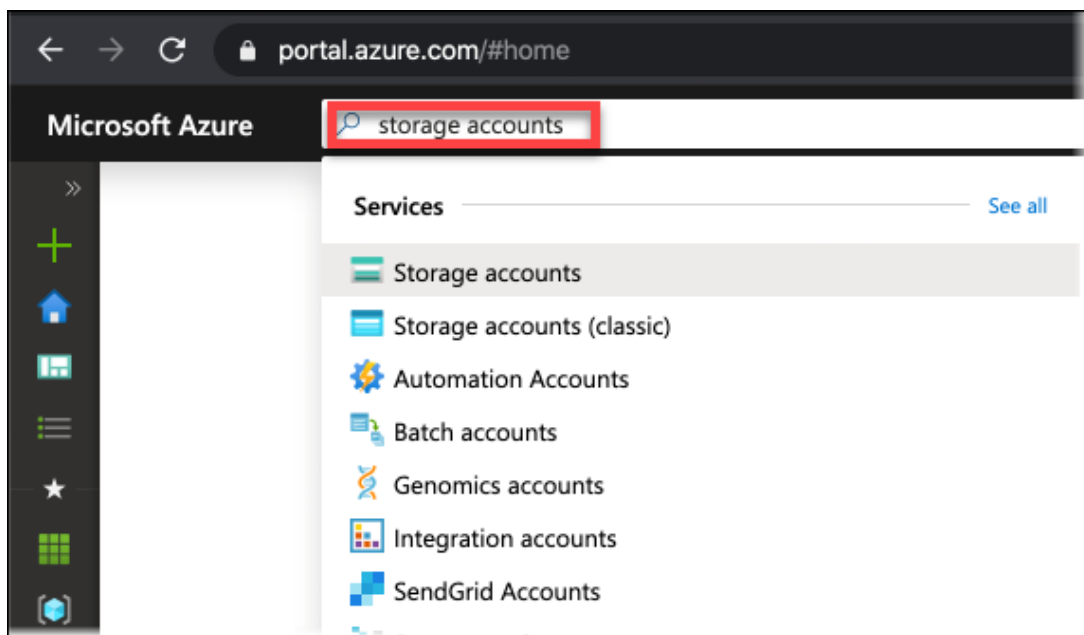 portal.azure.com/#home
Microsoft Azure
storage accounts
Services
See all
Storage accounts
Storage accounts (classic)
Automation Accounts
Batch accounts
Genomics accounts
Integration accounts
SendGrid Accounts